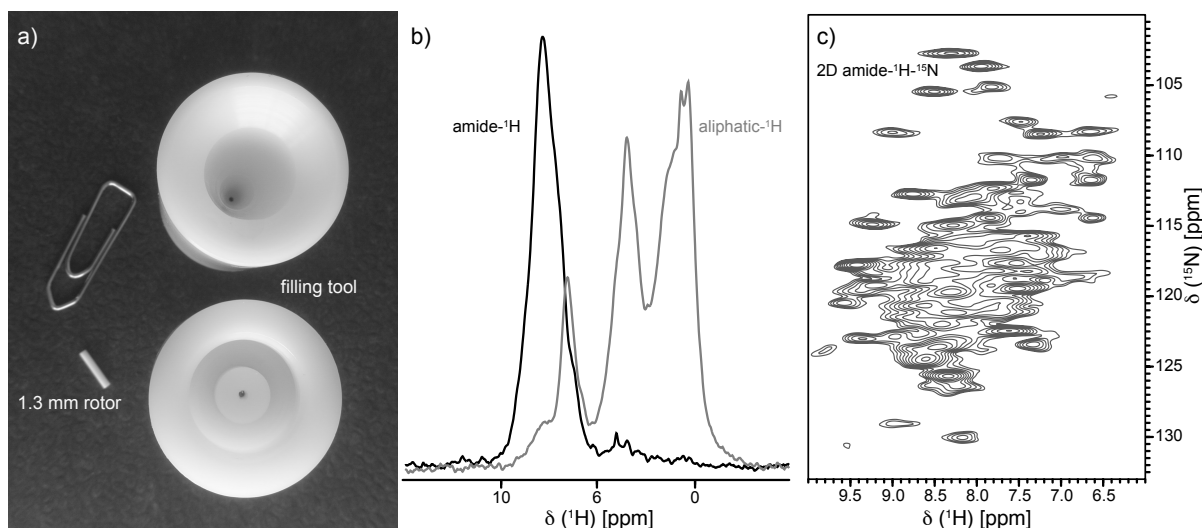 a)
filling tool
1.3 mm rotor
b)
amide-¹H
aliphatic-¹H
10 6 0
δ (¹H) [ppm]
c)
2D amide-¹H-¹⁵N
105
110
115
120
125
130
δ (¹⁵N) [ppm]
9.5 9.0 8.5 8.0 7.5 7.0 6.5
δ (¹H) [ppm]